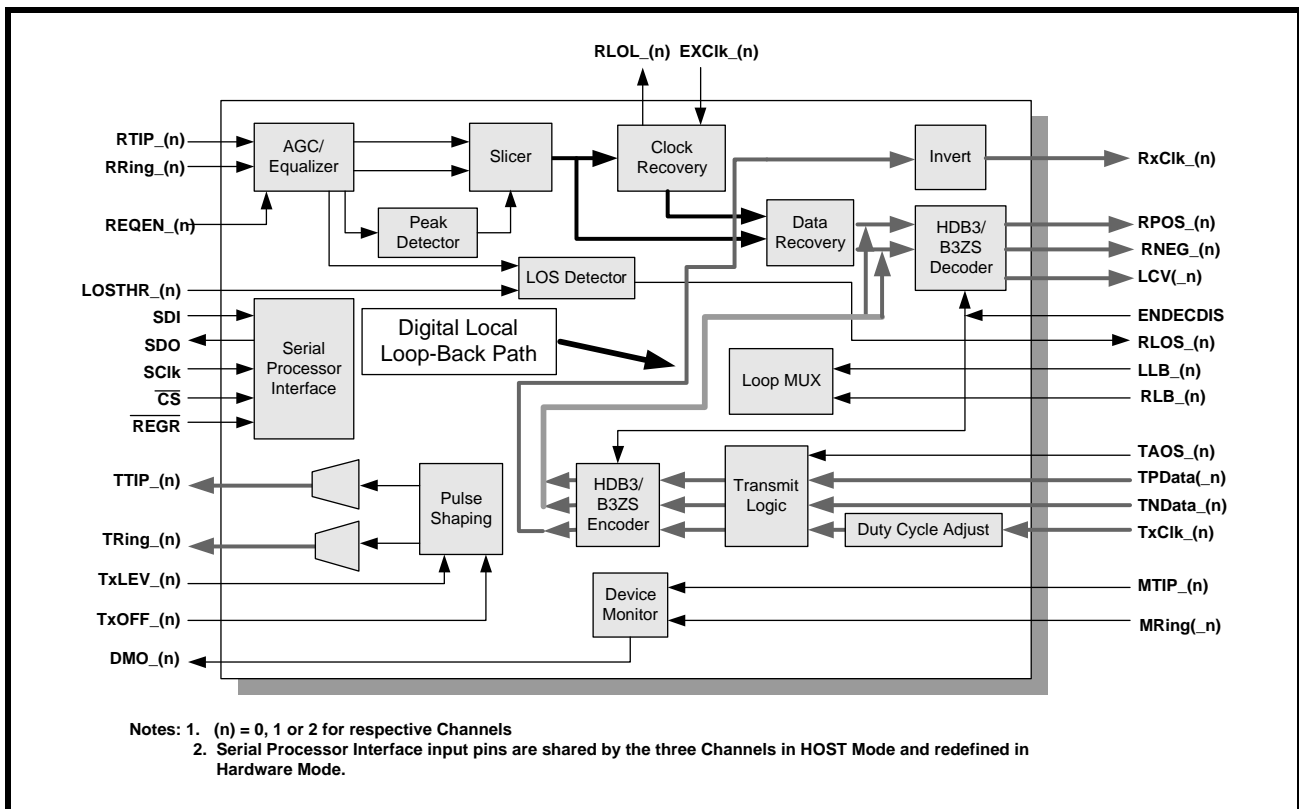 RLOL_(n) EXClk_(n)
RTIP_(n)
RRing_(n)
REQEN_(n)
LOSTHR_(n)
SDI
SDO
SClk
CS
REGR
TTIP_(n)
TRing_(n)
TxLEV_(n)
TxOFF_(n)
DMO_(n)
AGC/
Equalizer
Peak
Detector
Slicer
LOS Detector
Clock
Recovery
Data
Recovery
Invert
HDB3/
B3ZS
Decoder
Serial
Processor
Interface
Digital Local
Loop-Back Path
Loop MUX
Pulse
Shaping
HDB3/
B3ZS
Encoder
Transmit
Logic
Duty Cycle Adjust
Device
Monitor
RxClk_(n)
RPOS_(n)
RNEG_(n)
LCV(_n)
ENDECDIS
RLOS_(n)
LLB_(n)
RLB_(n)
TAOS_(n)
TPData(_n)
TNData_(n)
TxClk_(n)
MTIP_(n)
MRing(_n)
Notes: 1. (n) = 0, 1 or 2 for respective Channels
2. Serial Processor Interface input pins are shared by the three Channels in HOST Mode and redefined in
Hardware Mode.